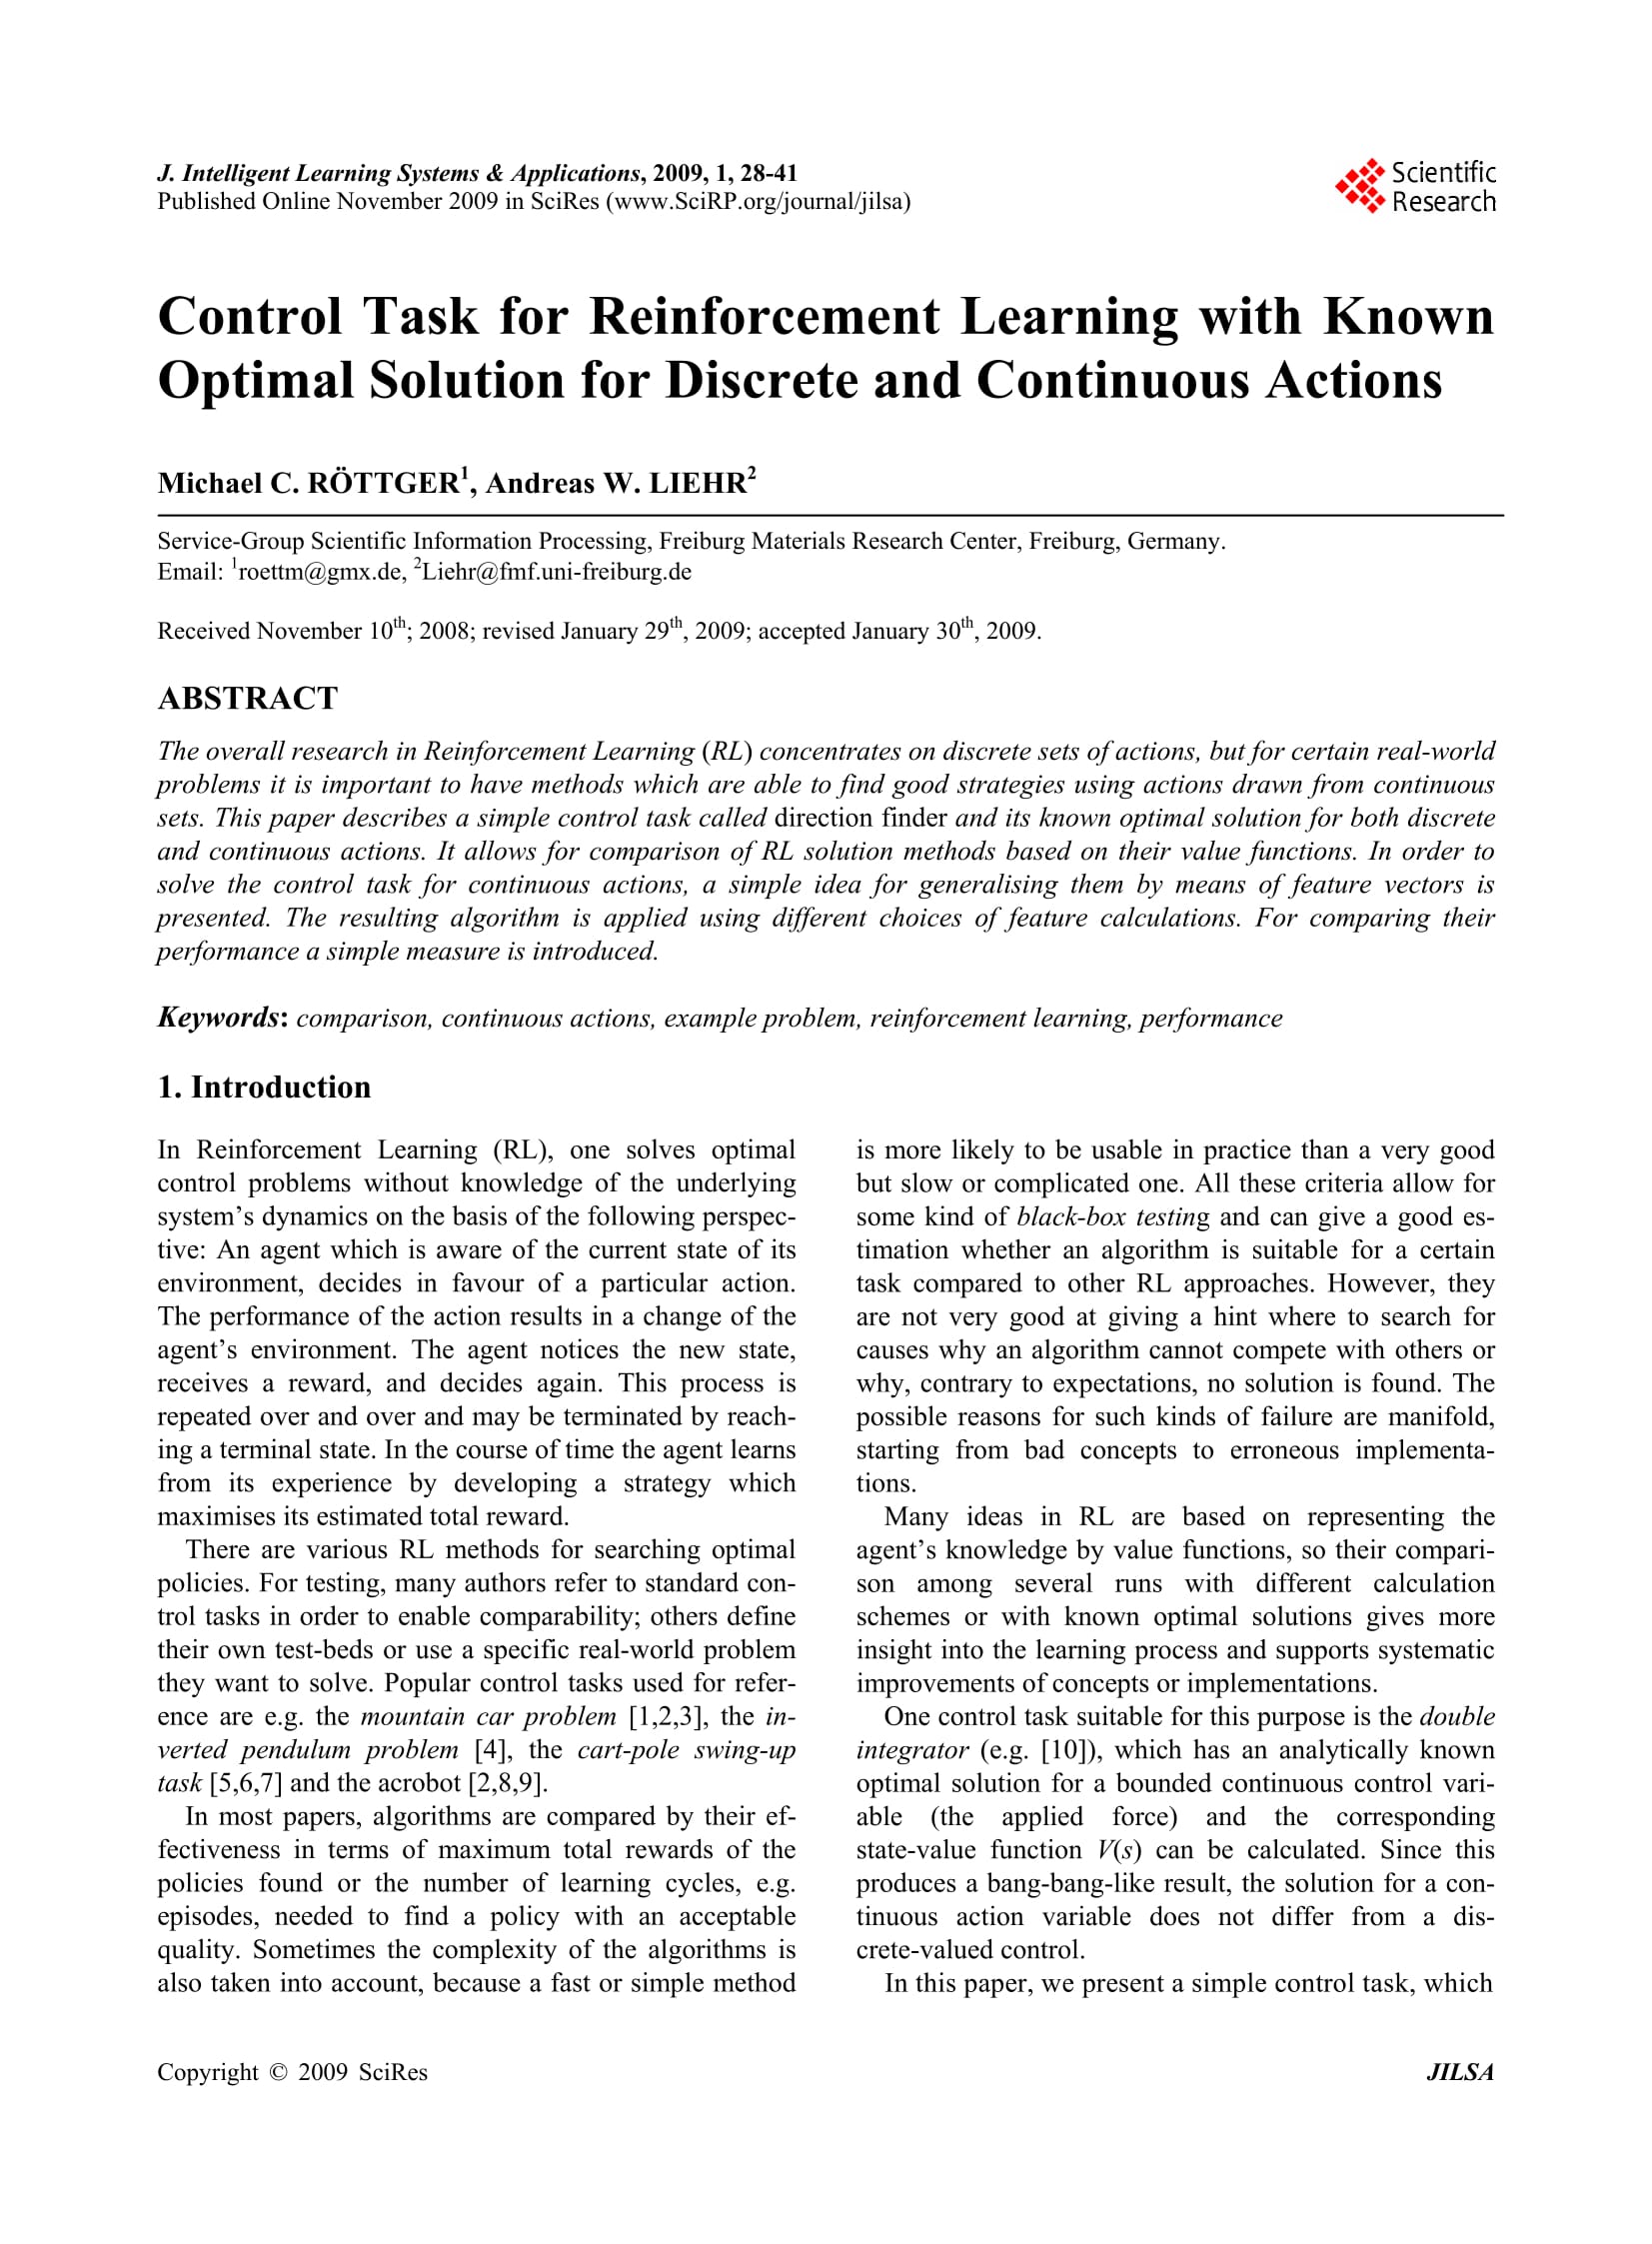 J. Intelligent Learning Systems & Applications, 2009, 1, 28-41
Published Online November 2009 in SciRes (www.SciRP.org/journal/jilsa)
Scientific
Research
Control Task for Reinforcement Learning with Known
Optimal Solution for Discrete and Continuous Actions
Michael C. RÖTTGER1, Andreas W. LIEHR2
Service-Group Scientific Information Processing, Freiburg Materials Research Center, Freiburg, Germany.
Email: 1roettm@gmx.de, 2Liehr@fmf.uni-freiburg.de
Received November 10th; 2008; revised January 29th, 2009; accepted January 30th, 2009.
ABSTRACT
The overall research in Reinforcement Learning (RL) concentrates on discrete sets of actions, but for certain real-world
problems it is important to have methods which are able to find good strategies using actions drawn from continuous
sets. This paper describes a simple control task called direction finder and its known optimal solution for both discrete
and continuous actions. It allows for comparison of RL solution methods based on their value functions. In order to
solve the control task for continuous actions, a simple idea for generalising them by means of feature vectors is
presented. The resulting algorithm is applied using different choices of feature calculations. For comparing their
performance a simple measure is introduced.
Keywords: comparison, continuous actions, example problem, reinforcement learning, performance
1. Introduction
In Reinforcement Learning (RL), one solves optimal
control problems without knowledge of the underlying
system's dynamics on the basis of the following perspec-
tive: An agent which is aware of the current state of its
environment, decides in favour of a particular action.
The performance of the action results in a change of the
agent's environment. The agent notices the new state,
receives a reward, and decides again. This process is
repeated over and over and may be terminated by reach-
ing a terminal state. In the course of time the agent learns
from its experience by developing a strategy which
maximises its estimated total reward.
There are various RL methods for searching optimal
policies. For testing, many authors refer to standard con-
trol tasks in order to enable comparability; others define
their own test-beds or use a specific real-world problem
they want to solve. Popular control tasks used for refer-
ence are e.g. the mountain car problem [1,2,3], the in-
verted pendulum problem [4], the cart-pole swing-up
task [5,6,7] and the acrobot [2,8,9].
In most papers, algorithms are compared by their ef-
fectiveness in terms of maximum total rewards of the
policies found or the number of learning cycles, e.g.
episodes, needed to find a policy with an acceptable
quality. Sometimes the complexity of the algorithms is
also taken into account, because a fast or simple method
is more likely to be usable in practice than a very good
but slow or complicated one. All these criteria allow for
some kind of black-box testing and can give a good es-
timation whether an algorithm is suitable for a certain
task compared to other RL approaches. However, they
are not very good at giving a hint where to search for
causes why an algorithm cannot compete with others or
why, contrary to expectations, no solution is found. The
possible reasons for such kinds of failure are manifold,
starting from bad concepts to erroneous implementa-
tions.
Many ideas in RL are based on representing the
agent's knowledge by value functions, so their compari-
son among several runs with different calculation
schemes or with known optimal solutions gives more
insight into the learning process and supports systematic
improvements of concepts or implementations.
One control task suitable for this purpose is the double
integrator (e.g. [10]), which has an analytically known
optimal solution for a bounded continuous control vari-
able (the applied force) and the corresponding
state-value function V(s) can be calculated. Since this
produces a bang-bang-like result, the solution for a con-
tinuous action variable does not differ from a dis-
crete-valued control.
In this paper, we present a simple control task, which
Copyright © 2009 SciRes
JILSA